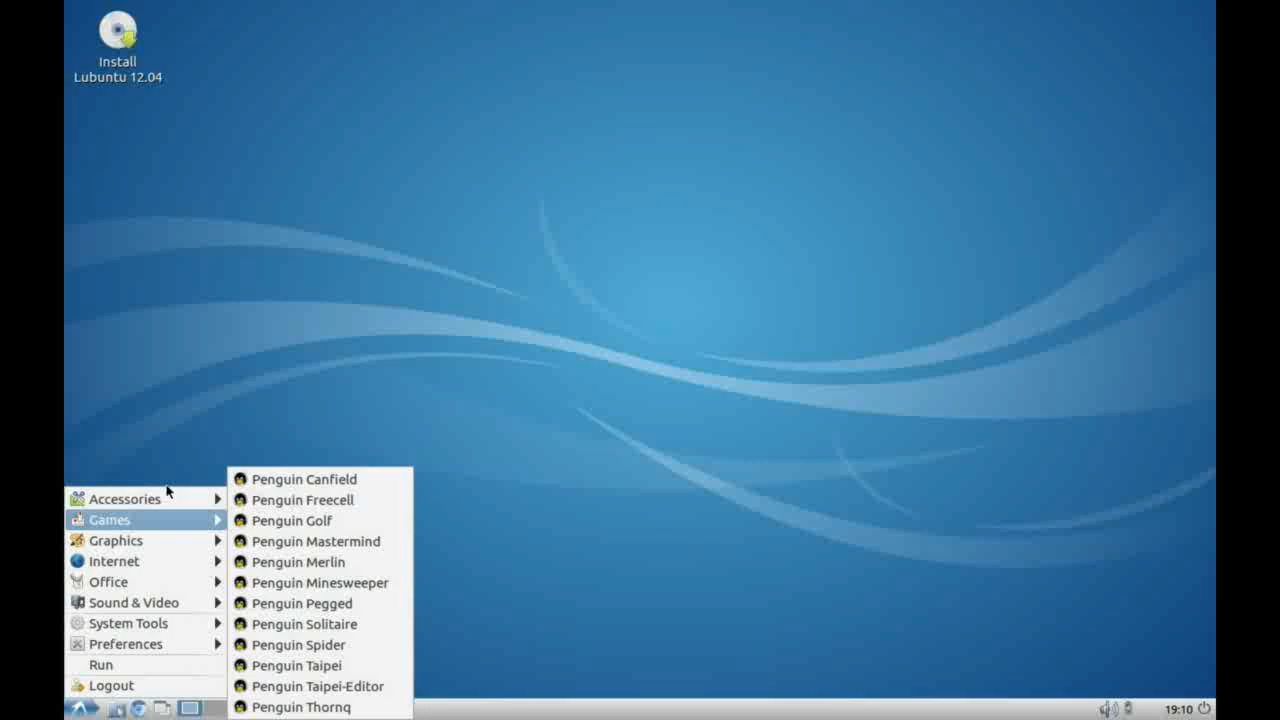 Install
Lubuntu 12.04
Accessories
Games
Graphics
Internet
Office
Sound & Video
System Tools
Preferences
Run
Logout
Penguin Canfield
Penguin Freecell
Penguin Golf
Penguin Mastermind
Penguin Merlin
Penguin Minesweeper
Penguin Pegged
Penguin Solitaire
Penguin Spider
Penguin Taipei
Penguin Taipei-Editor
Penguin Thornq
19:10